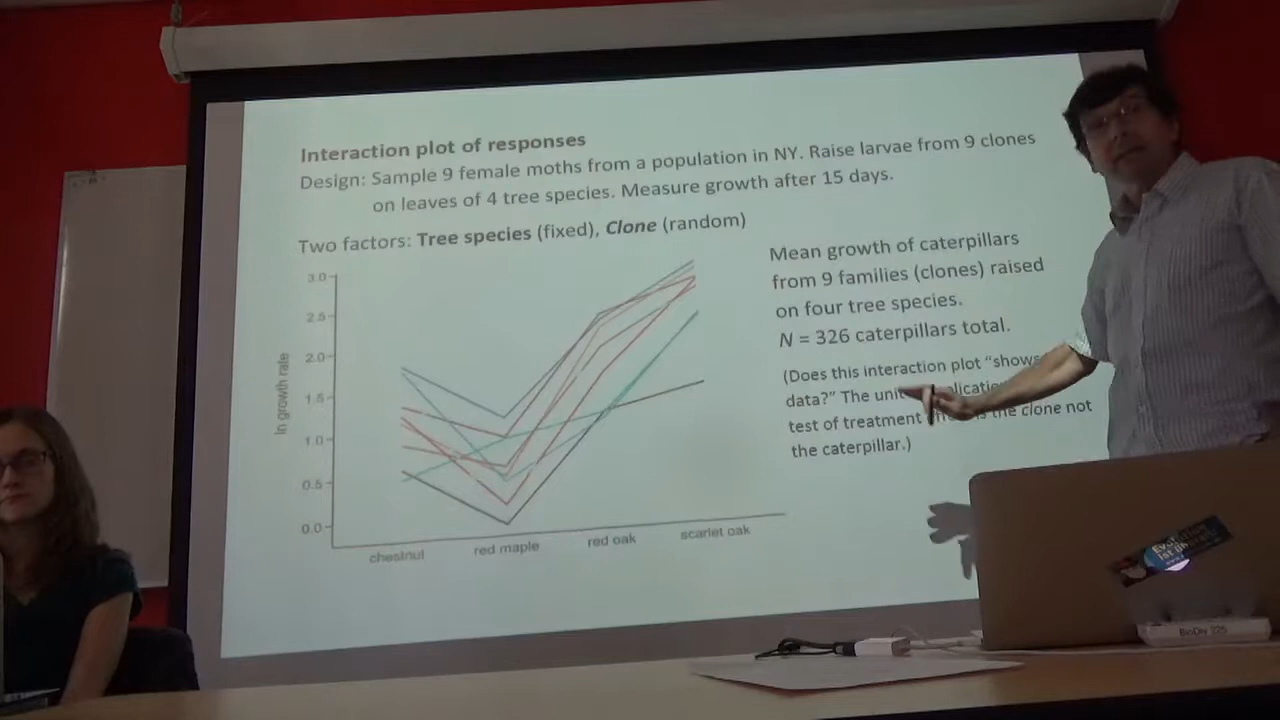 Interaction plot of responses
Design: Sample 9 female moths from a population in NY. Raise larvae from 9 clones
on leaves of 4 tree species. Measure growth after 15 days.
Two factors: Tree species (fixed), Clone (random)
Mean growth of caterpillars
from 9 families (clones) raised
on four tree species.
N = 326 caterpillars total.
(Does this interaction plot “shows
data?” The unit
test of treatment is the clone not
the caterpillar.)
ln growth rate
3.0
2.5
2.0
1.5
1.0
0.5
0.0
chestnut
red maple
red oak
scarlet oak
BioDiv 225